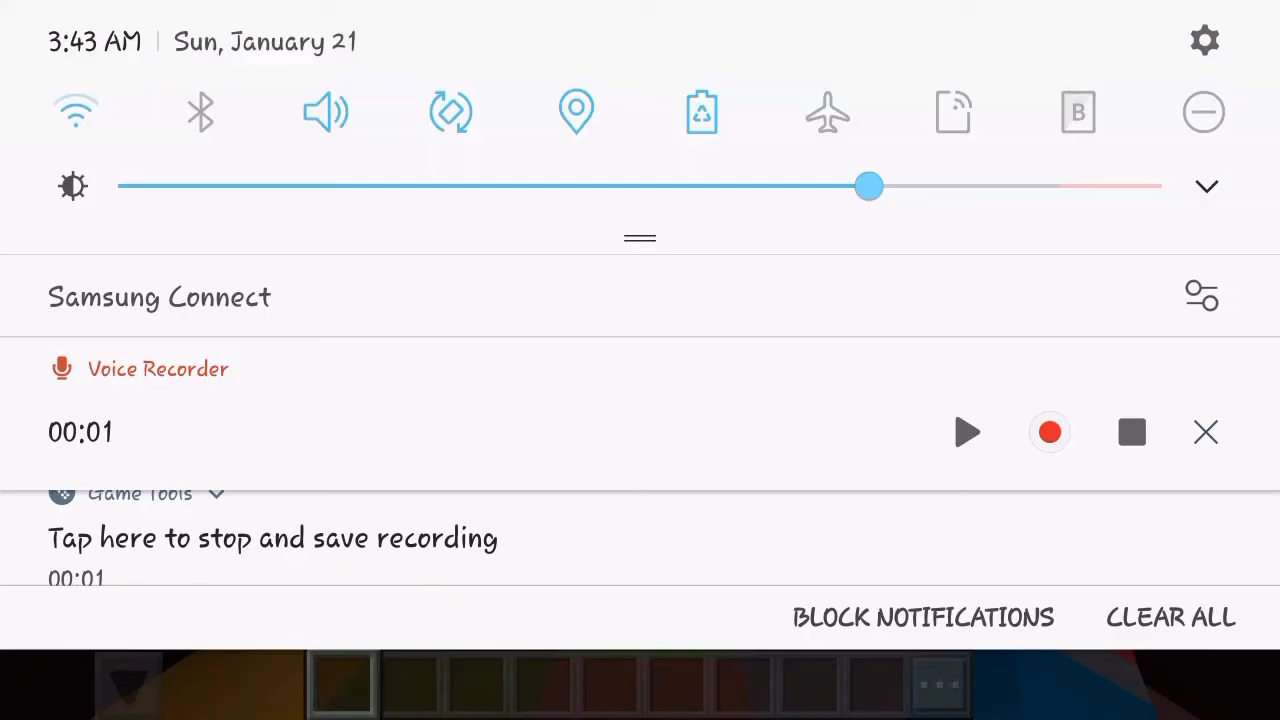 3:43 AM | Sun, January 21
B
Samsung Connect
Voice Recorder
00:01
Game Tools
Tap here to stop and save recording
00:01
BLOCK NOTIFICATIONS CLEAR ALL